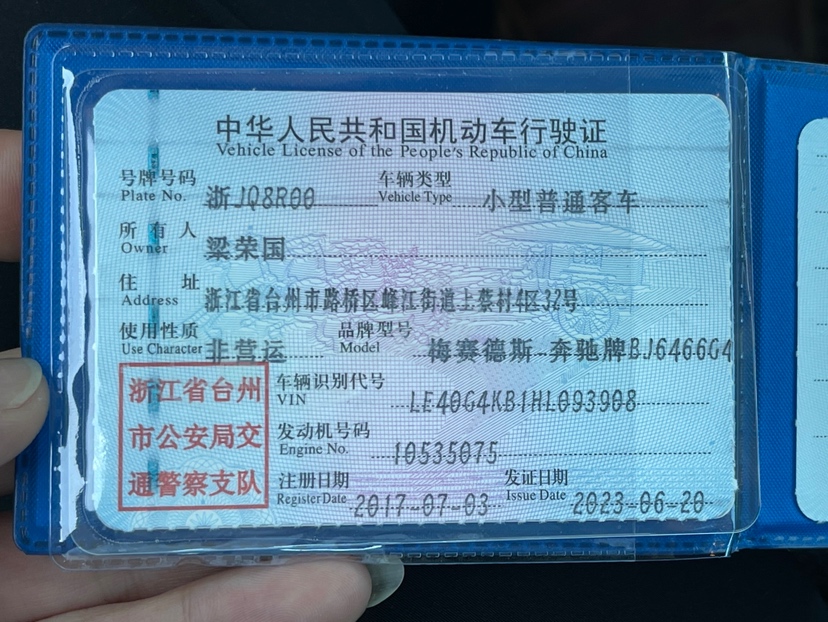 中华人民共和国机动车行驶证
Vehicle License of the People's Republic of China
号牌号码 浙JQ8R00 车辆类型 小型普通客车
Plate No. Vehicle Type
所有人 梁荣国
Owner
住址 浙江省台州市路桥区峰江街道上蔡村4区32号
Address
使用性质 非营运 品牌型号 梅赛德斯-奔驰牌BJ6466G4
Use Character Model
浙江省台州
市公安局交
通警察支队
车辆识别代号 LE40G4KB1HL093908
VIN
发动机号码 10535075
Engine No.
注册日期 2017-07-03 发证日期 2023-06-20
Register Date Issue Date